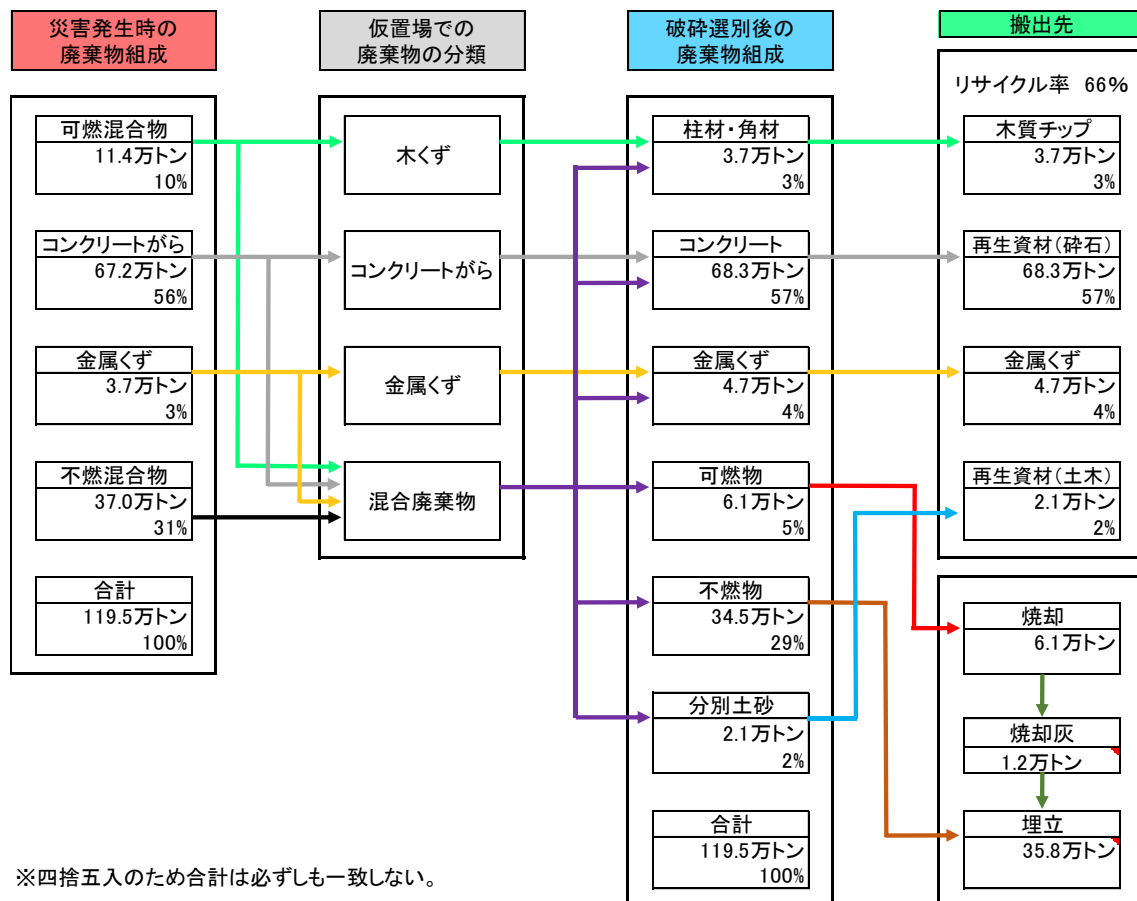 災害発生時の
廃棄物組成
可燃混合物
11.4万トン
10%
コンクリートがら
67.2万トン
56%
金属くず
3.7万トン
3%
不燃混合物
37.0万トン
31%
合計
119.5万トン
100%
仮置場での
廃棄物の分類
木くず
コンクリートがら
金属くず
混合廃棄物
破砕選別後の
廃棄物組成
柱材・角材
3.7万トン
3%
コンクリート
68.3万トン
57%
金属くず
4.7万トン
4%
可燃物
6.1万トン
5%
不燃物
34.5万トン
29%
分別土砂
2.1万トン
2%
合計
119.5万トン
100%
搬出先
リサイクル率 66%
木質チップ
3.7万トン
3%
再生資材(砕石)
68.3万トン
57%
金属くず
4.7万トン
4%
再生資材(土木)
2.1万トン
2%
焼却
6.1万トン
焼却灰
1.2万トン
埋立
35.8万トン
※四捨五入のため合計は必ずしも一致しない。